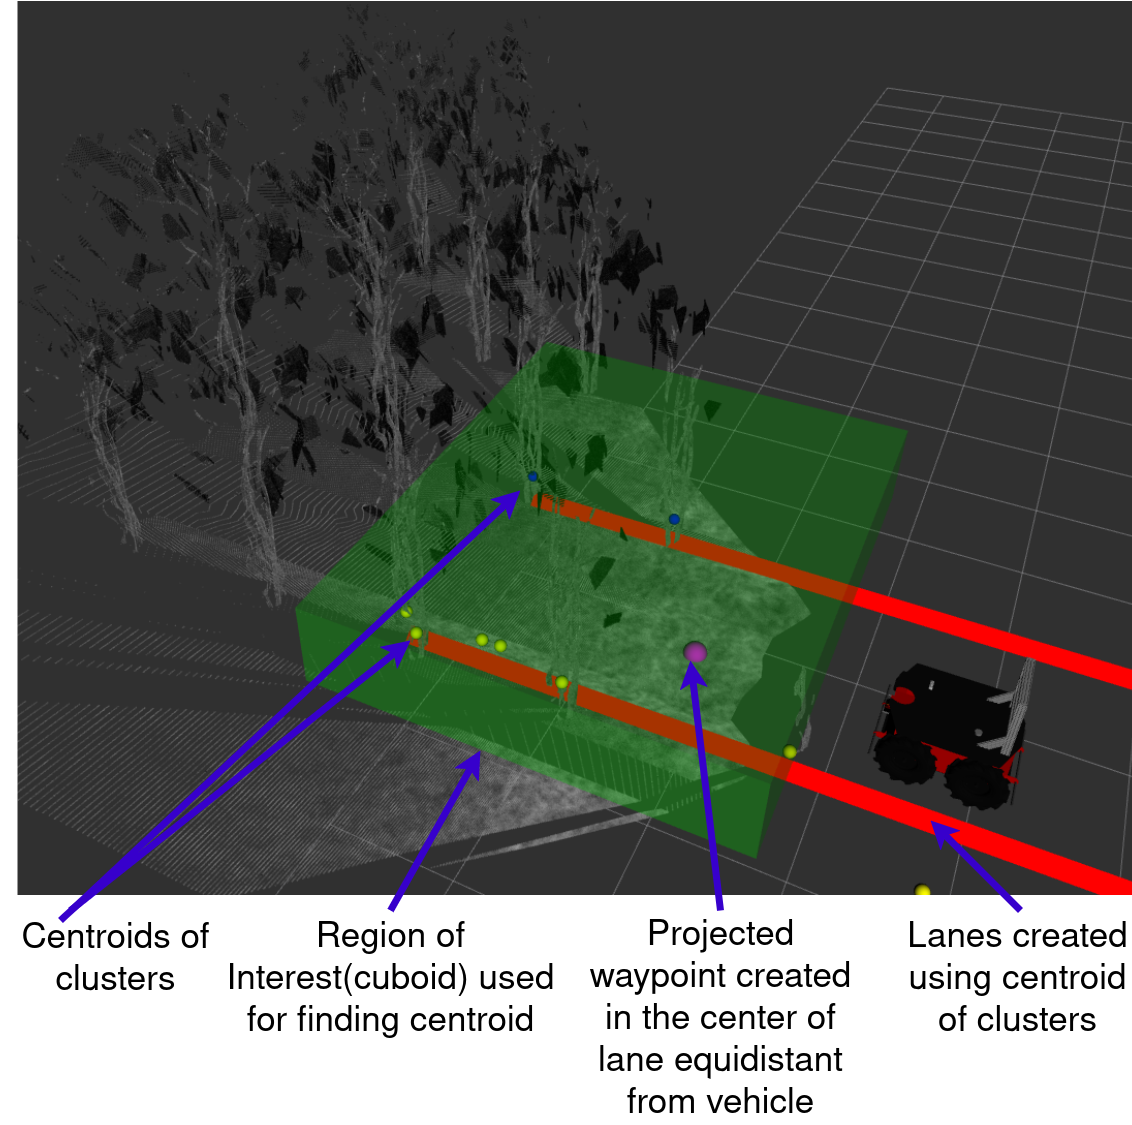 Centroids of
clusters
Region of
Interest(cuboid) used
for finding centroid
Projected
waypoint created
in the center of
lane equidistant
from vehicle
Lanes created
using centroid
of clusters